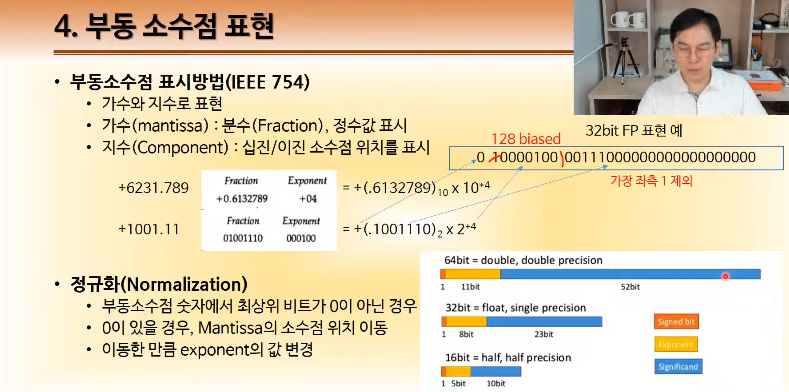 4. 부동 소수점 표현
• 부동소수점 표시방법(IEEE 754)
• 가수와 지수로 표현
• 가수(mantissa) : 분수(Fraction), 정수값 표시
• 지수(Component) : 십진/이진 소수점 위치를 표시
128 biased
32bit FP 표현 예
0 10000100 00111000000000000000000
가장 좌측 1 제외
+6231.789
Fraction Exponent
+0.6132789 +04
= +(.6132789)10 x 10+4
+1001.11
Fraction Exponent
01001110 000100
= +(.1001110)2 x 2+4
• 정규화(Normalization)
• 부동소수점 숫자에서 최상위 비트가 0이 아닌 경우
• 0이 있을 경우, Mantissa의 소수점 위치 이동
• 이동한 만큼 exponent의 값 변경
64bit = double, double precision
1 11bit 52bit
32bit = float, single precision
1 8bit 23bit
16bit = half, half precision
1 5bit 10bit
Signed bit
Exponent
Significand